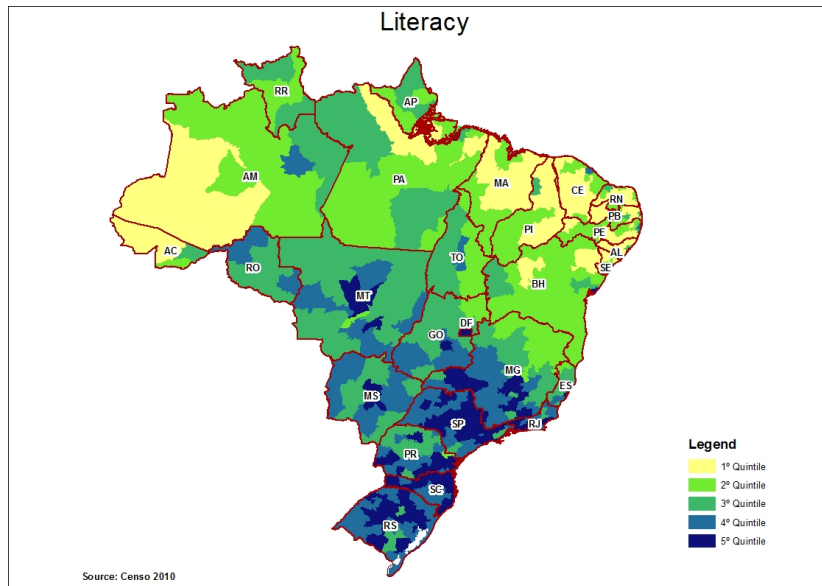 Literacy
RR
AP
AM
PA
MA
CE
RN
PB
PI
PE
AL
SE
AC
TO
RO
BH
MT
DF
GO
MG
ES
MS
SP
RJ
PR
SC
RS
Legend
1º Quintile
2º Quintile
3º Quintile
4º Quintile
5º Quintile
Source: Censo 2010